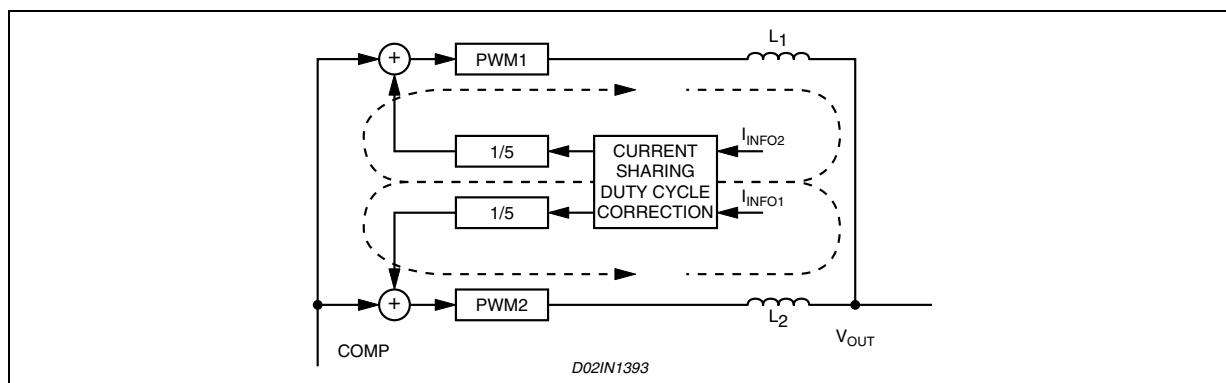 L1
+
PWM1
IINFO2
1/5
CURRENT
SHARING
DUTY CYCLE
CORRECTION
IINFO1
1/5
+
PWM2
L2
VOUT
COMP
D02IN1393